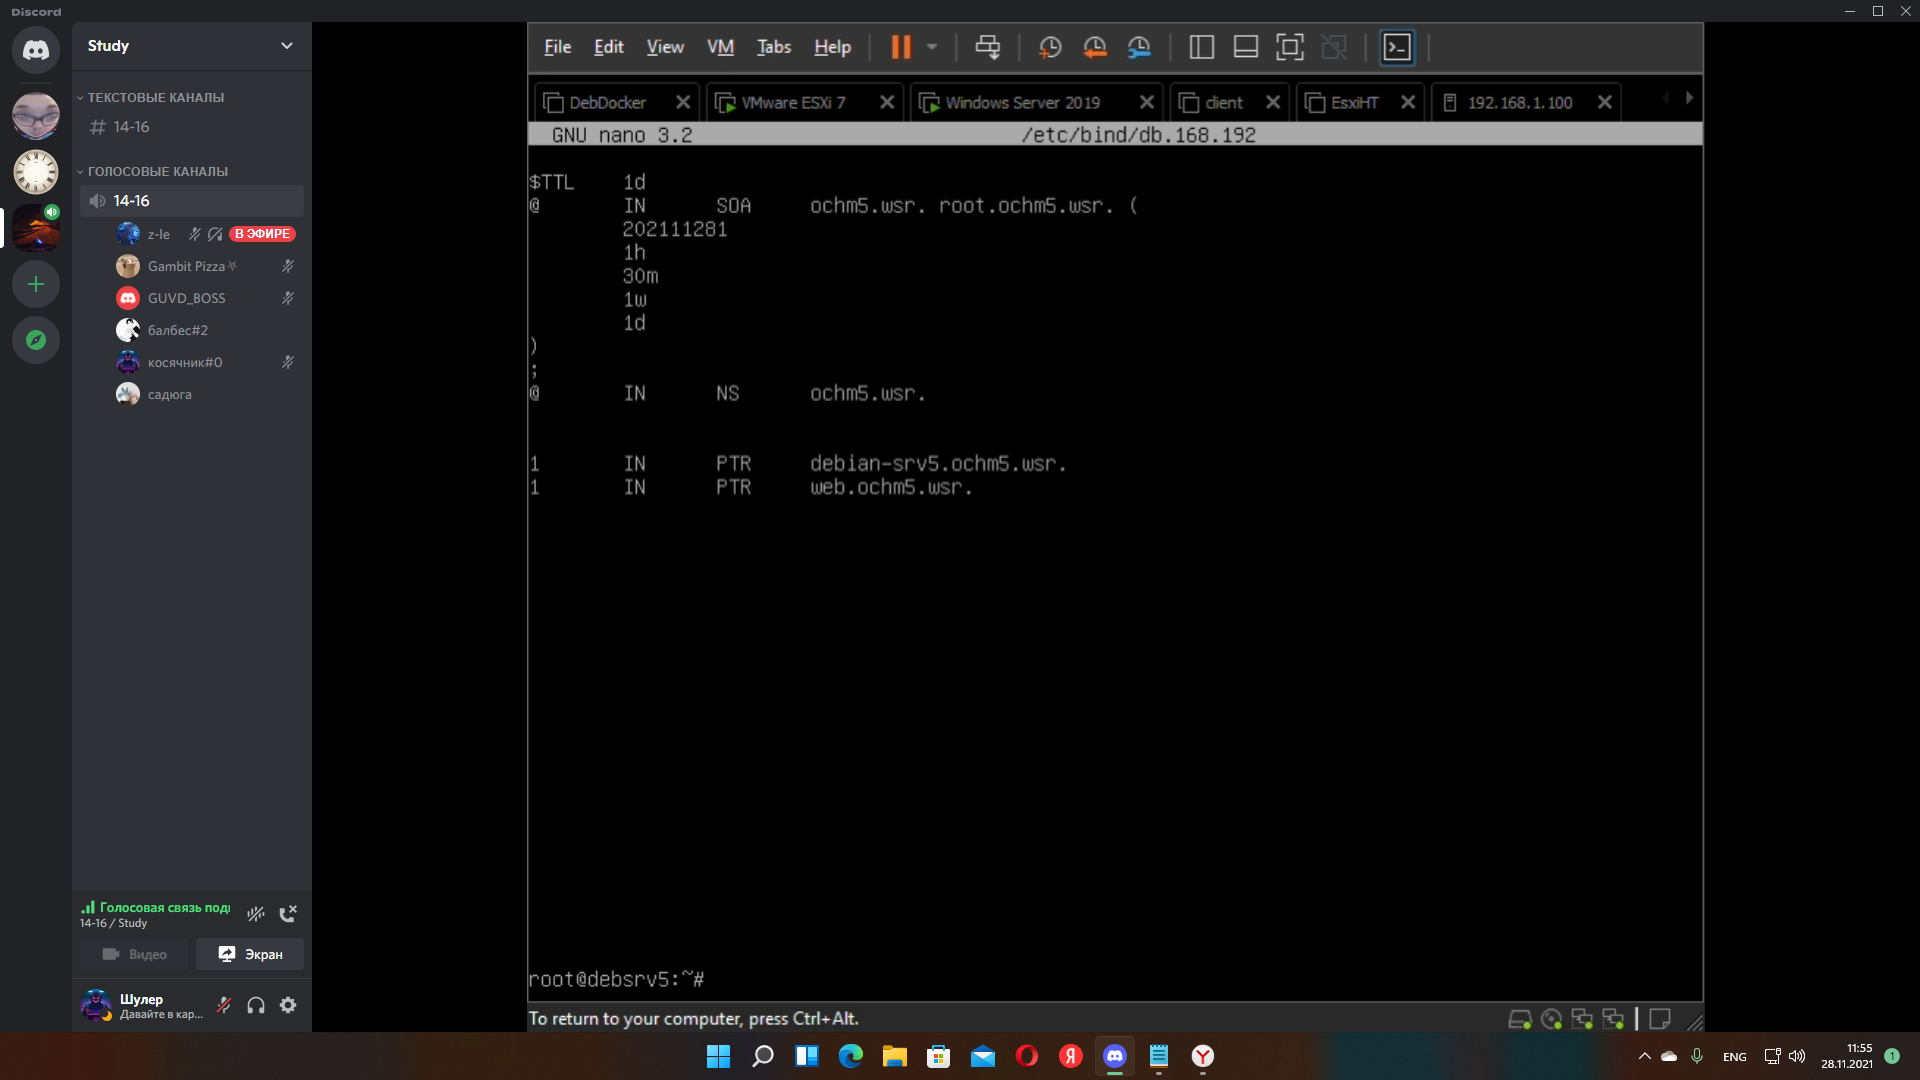 Discord
Study
ТЕКСТОВЫЕ КАНАЛЫ
14-16
ГОЛОСОВЫЕ КАНАЛЫ
14-16
z-le В ЭФИРЕ
Gambit Pizza
GUVD_BOSS
балбес#2
косячник#0
садюга
Голосовая связь подк
14-16 / Study
Видео Экран
Шулер
Давайте в кар...
File Edit View VM Tabs Help
DebDocker VMware ESXi 7 Windows Server 2019 client EsxiHT 192.168.1.100
GNU nano 3.2 /etc/bind/db.168.192
$TTL 1d
@ IN SOA ochm5.wsr. root.ochm5.wsr. (
202111281
1h
30m
1w
1d
)
;
@ IN NS ochm5.wsr.
1 IN PTR debian-srv5.ochm5.wsr.
1 IN PTR web.ochm5.wsr.
root@debsrv5:~#
To return to your computer, press Ctrl+Alt.
ENG
11:55
28.11.2021
1